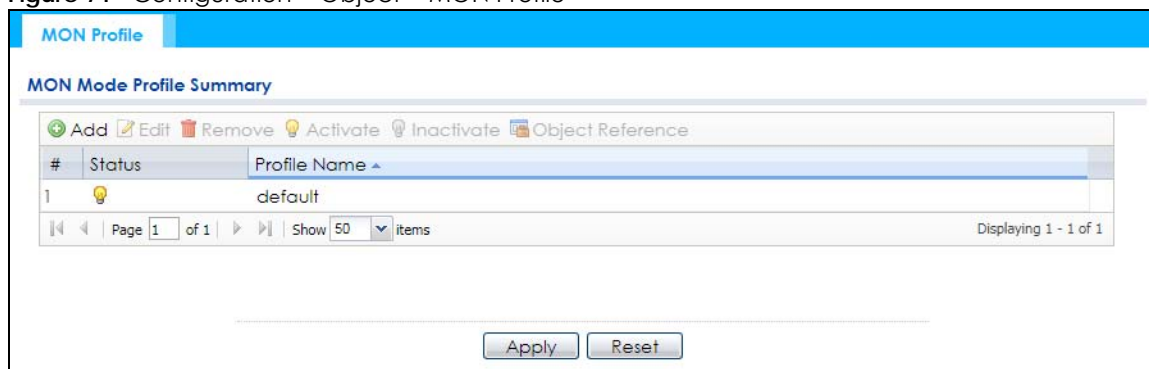 MON Profile
MON Mode Profile Summary
Add Edit Remove Activate Inactivate Object Reference
# Status Profile Name
1 default
Page 1 of 1 Show 50 items Displaying 1 - 1 of 1
Apply Reset